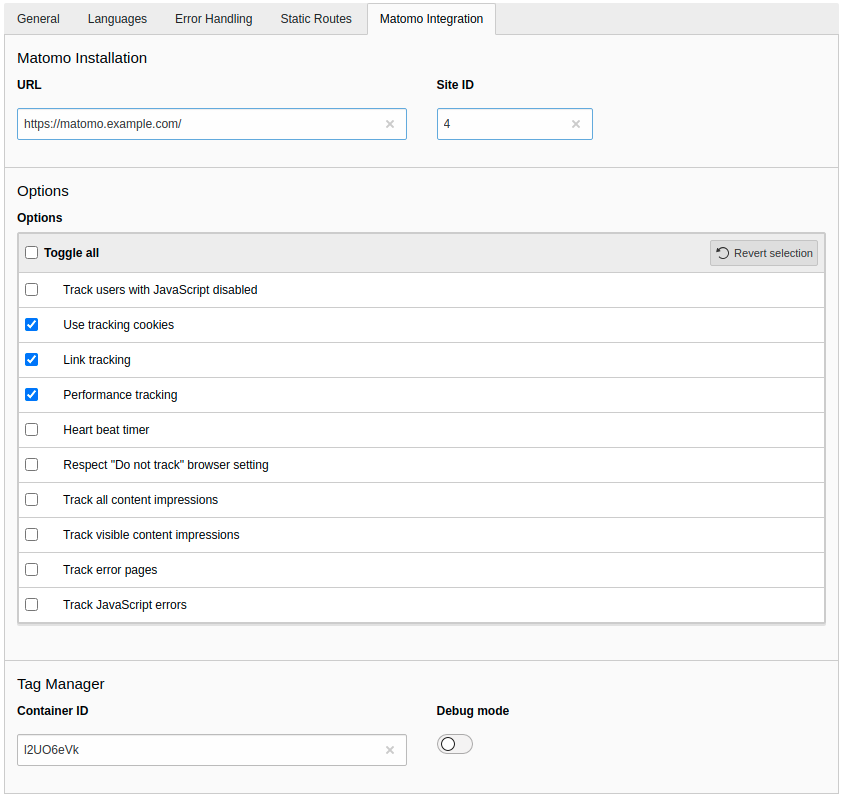 General Languages Error Handling Static Routes Matomo Integration
Matomo Installation
URL Site ID
https://matomo.example.com/ 4
Options
Options
Toggle all Revert selection
Track users with JavaScript disabled
Use tracking cookies
Link tracking
Performance tracking
Heart beat timer
Respect "Do not track" browser setting
Track all content impressions
Track visible content impressions
Track error pages
Track JavaScript errors
Tag Manager
Container ID Debug mode
I2UO6eVk